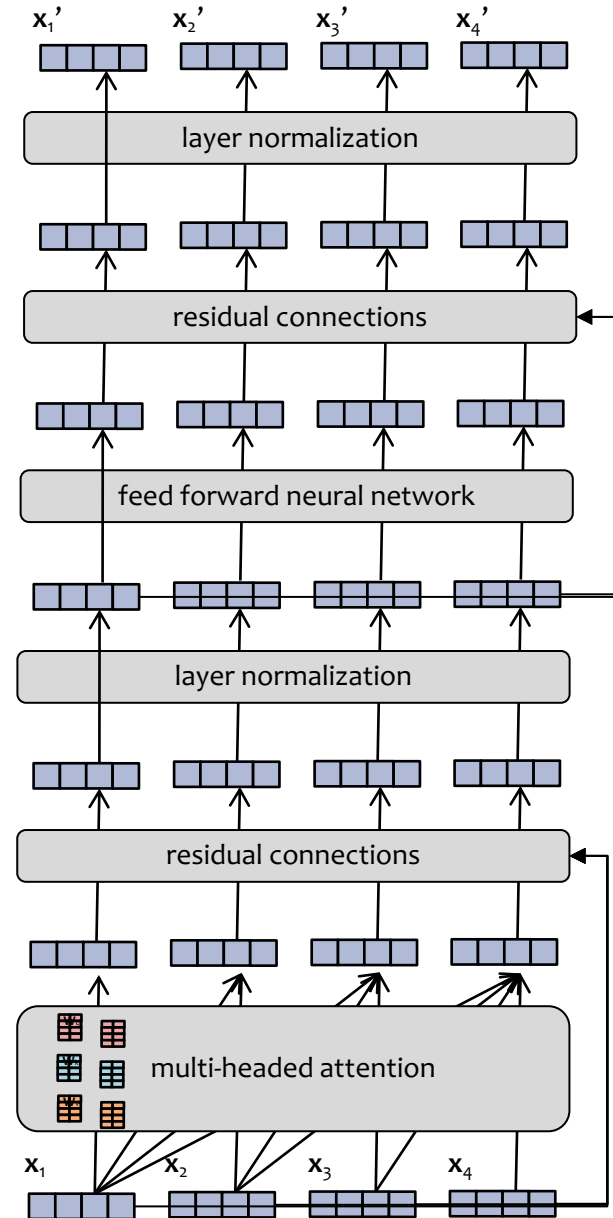 x₁’ x₂’ x₃’ x₄’
layer normalization
residual connections
feed forward neural network
layer normalization
residual connections
multi-headed attention
x₁ x₂ x₃ x₄